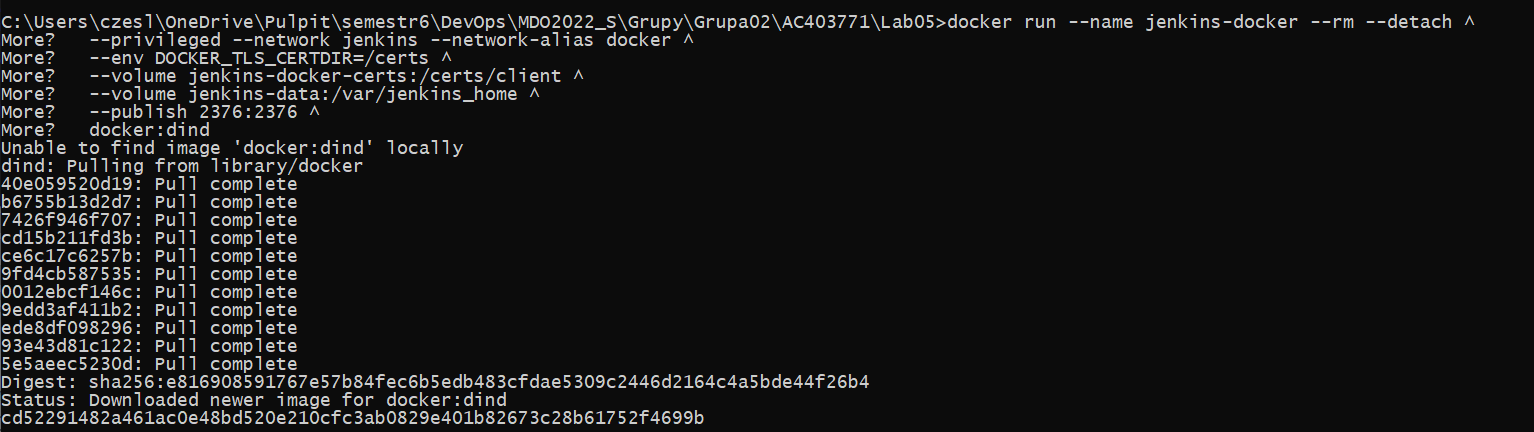 C:\Users\czesl\OneDrive\Pulpit\semestr6\DevOps\MDO2022_S\Grupy\Grupa02\AC403771\Lab05>docker run --name jenkins-docker --rm --detach ^
More?   --privileged --network jenkins --network-alias docker ^
More?   --env DOCKER_TLS_CERTDIR=/certs ^
More?   --volume jenkins-docker-certs:/certs/client ^
More?   --volume jenkins-data:/var/jenkins_home ^
More?   --publish 2376:2376 ^
More?   docker:dind
Unable to find image 'docker:dind' locally
dind: Pulling from library/docker
40e059520d19: Pull complete
b6755b13d2d7: Pull complete
7426f946f707: Pull complete
cd15b211fd3b: Pull complete
ce6c17c6257b: Pull complete
9fd4cb587535: Pull complete
0012ebcf146c: Pull complete
9edd3af411b2: Pull complete
ede8df098296: Pull complete
93e43d81c122: Pull complete
5e5aeec5230d: Pull complete
Digest: sha256:e816908591767e57b84fec6b5edb483cfdae5309c2446d2164c4a5bde44f26b4
Status: Downloaded newer image for docker:dind
cd52291482a461ac0e48bd520e210cfc3ab0829e401b82673c28b61752f4699b